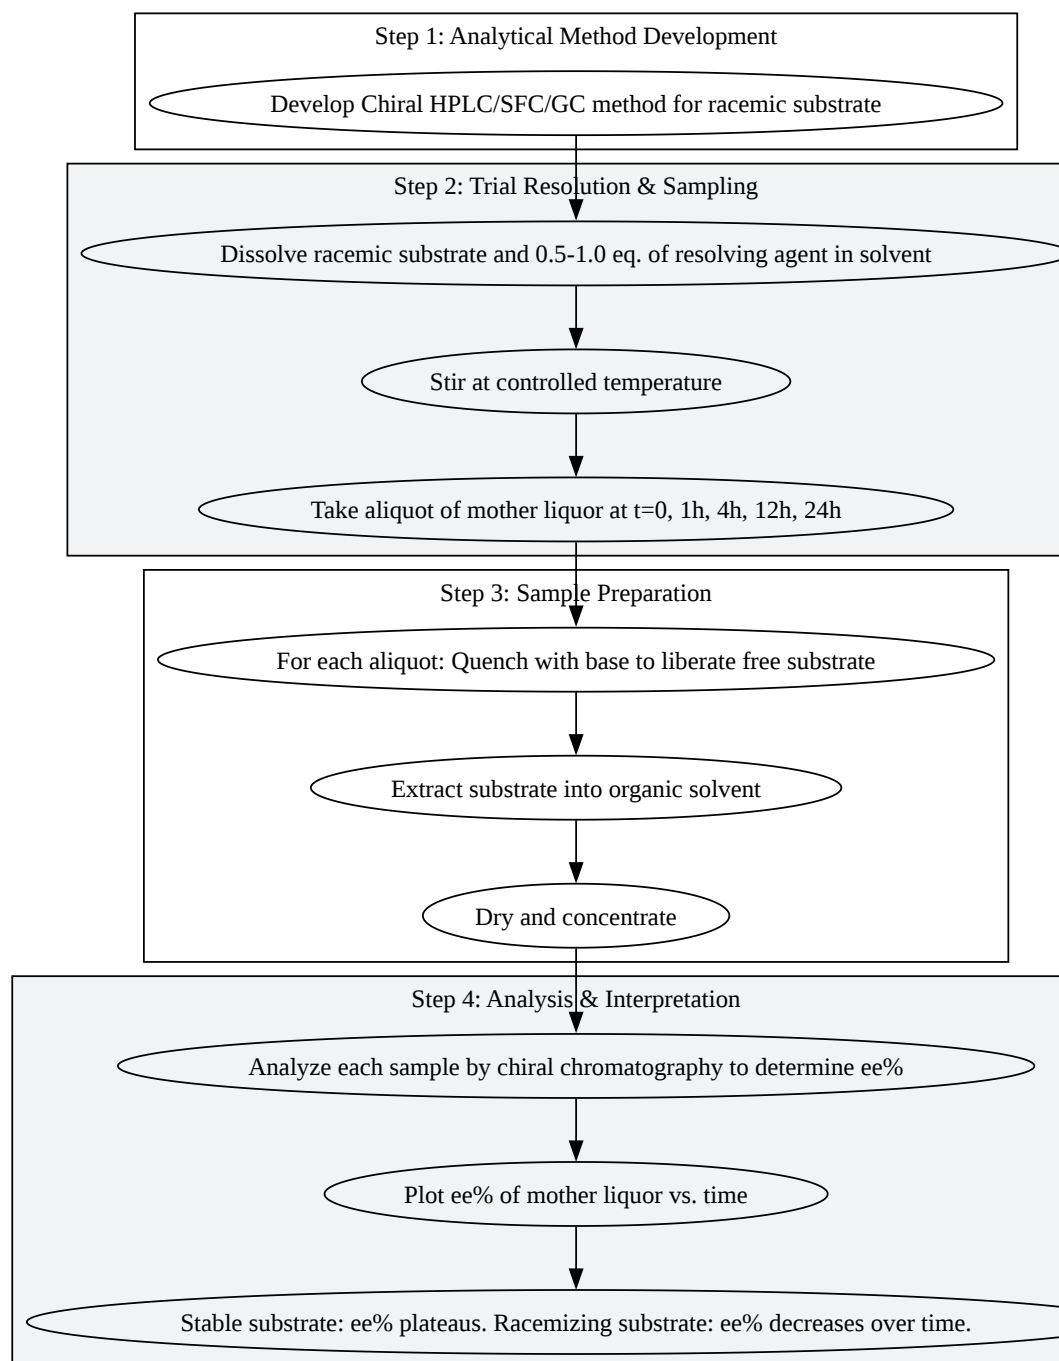 Step 1: Analytical Method Development
Develop Chiral HPLC/SFC/GC method for racemic substrate
Step 2: Trial Resolution & Sampling
Dissolve racemic substrate and 0.5-1.0 eq. of resolving agent in solvent
Stir at controlled temperature
Take aliquot of mother liquor at t=0, 1h, 4h, 12h, 24h
Step 3: Sample Preparation
For each aliquot: Quench with base to liberate free substrate
Extract substrate into organic solvent
Dry and concentrate
Step 4: Analysis & Interpretation
Analyze each sample by chiral chromatography to determine ee%
Plot ee% of mother liquor vs. time
Stable substrate: ee% plateaus. Racemizing substrate: ee% decreases over time.